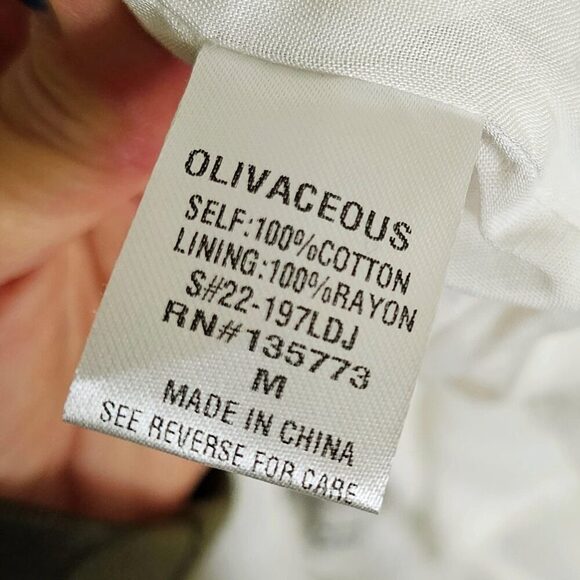 OLIVACEOUS
SELF:100%COTTON
LINING:100%RAYON
S#22-197LDJ
RN#135773
M
MADE IN CHINA
SEE REVERSE FOR CARE